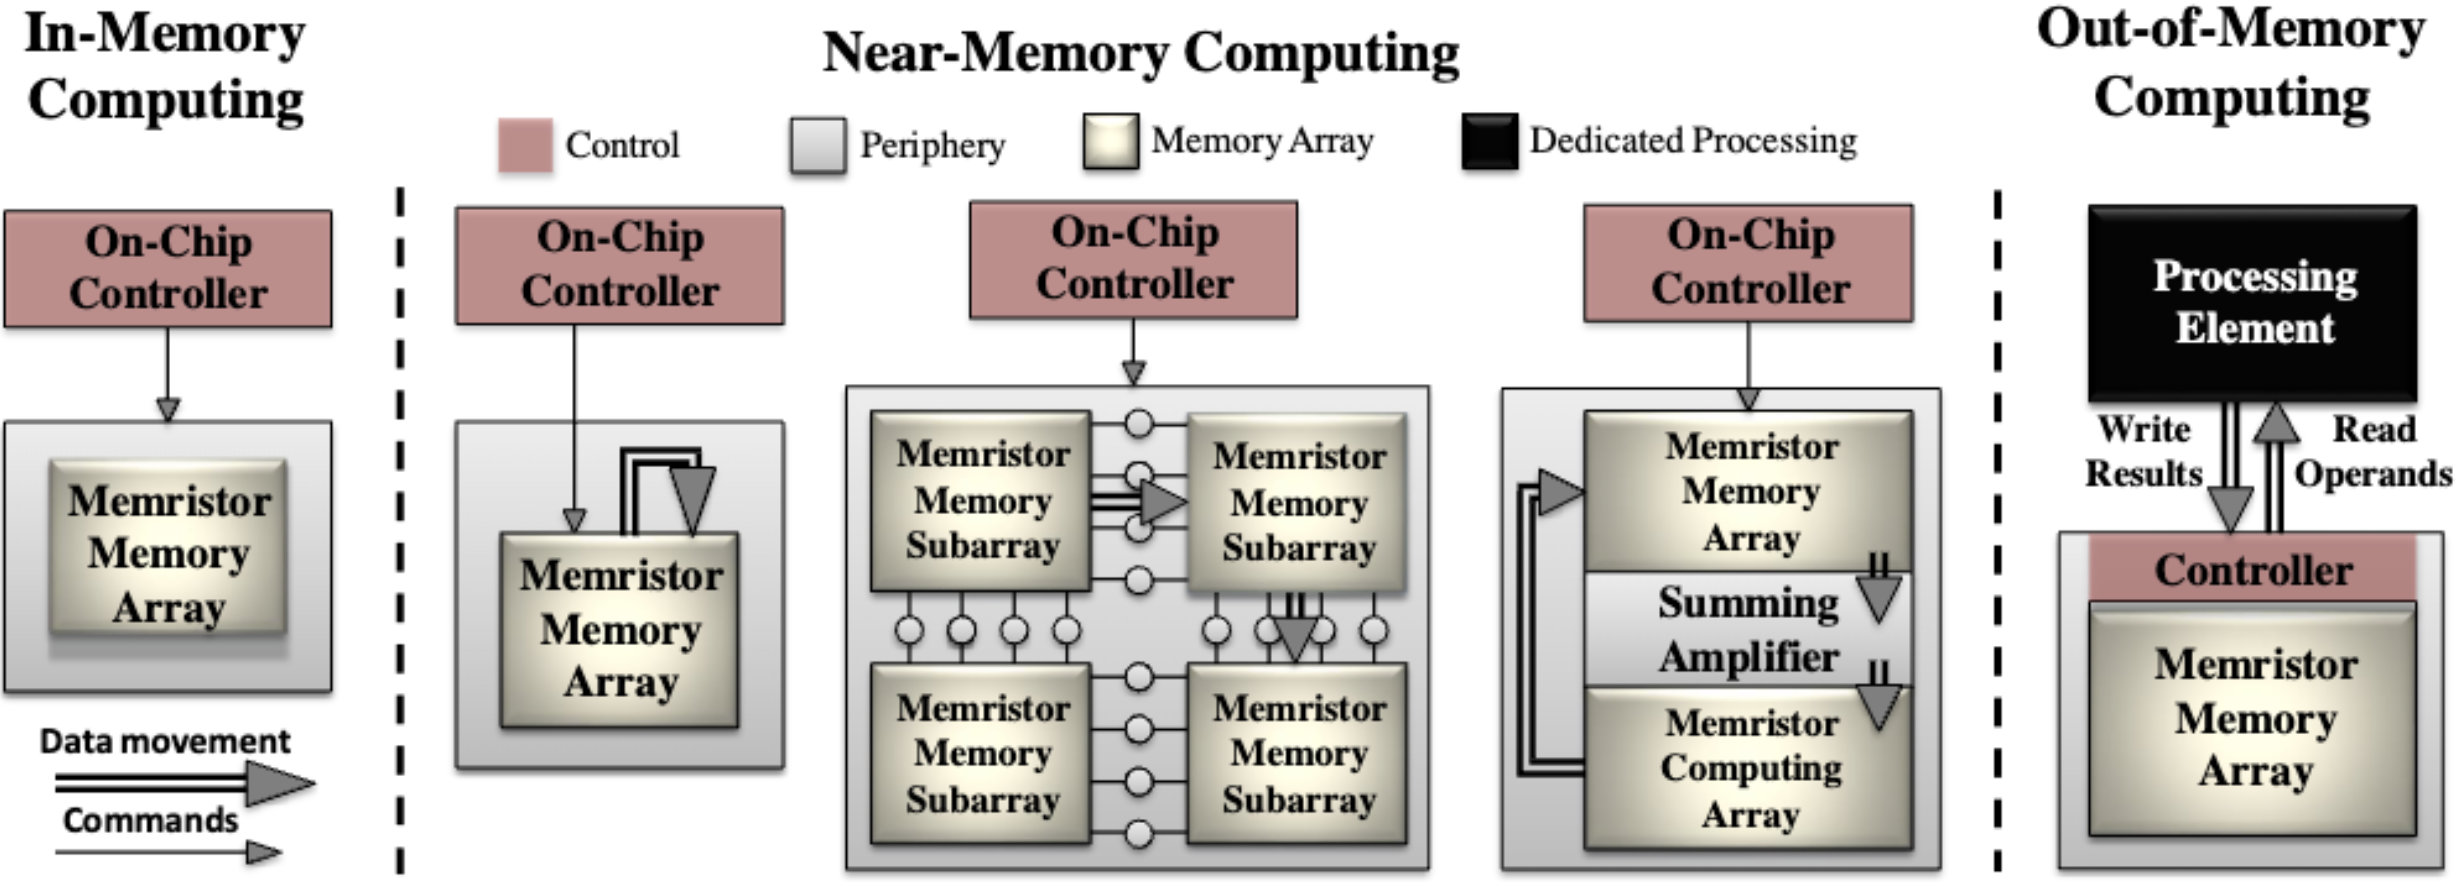 In-Memory
Computing
Near-Memory Computing
Out-of-Memory
Computing
Control
Periphery
Memory Array
Dedicated Processing
On-Chip
Controller
Memristor
Memory
Array
Data movement
Commands
On-Chip
Controller
Memristor
Memory
Array
On-Chip
Controller
Memristor
Memory
Subarray
Memristor
Memory
Subarray
Memristor
Memory
Subarray
Memristor
Memory
Subarray
On-Chip
Controller
Memristor
Memory
Array
Summing
Amplifier
Memristor
Computing
Array
Processing
Element
Write
Results
Read
Operands
Controller
Memristor
Memory
Array